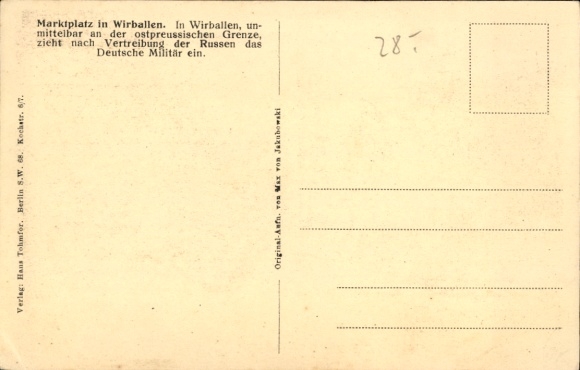 Marktplatz in Wirballen. In Wirballen, un-
mittelbar an der ostpreussischen Grenze,
zieht nach Vertreibung der Russen das
Deutsche Militär ein.
28.-
Verlag: Hans Tohmfor. Berlin S.W. 68. Kochstr. 6/7.
Original-Aufn. von Max von Jakubowski